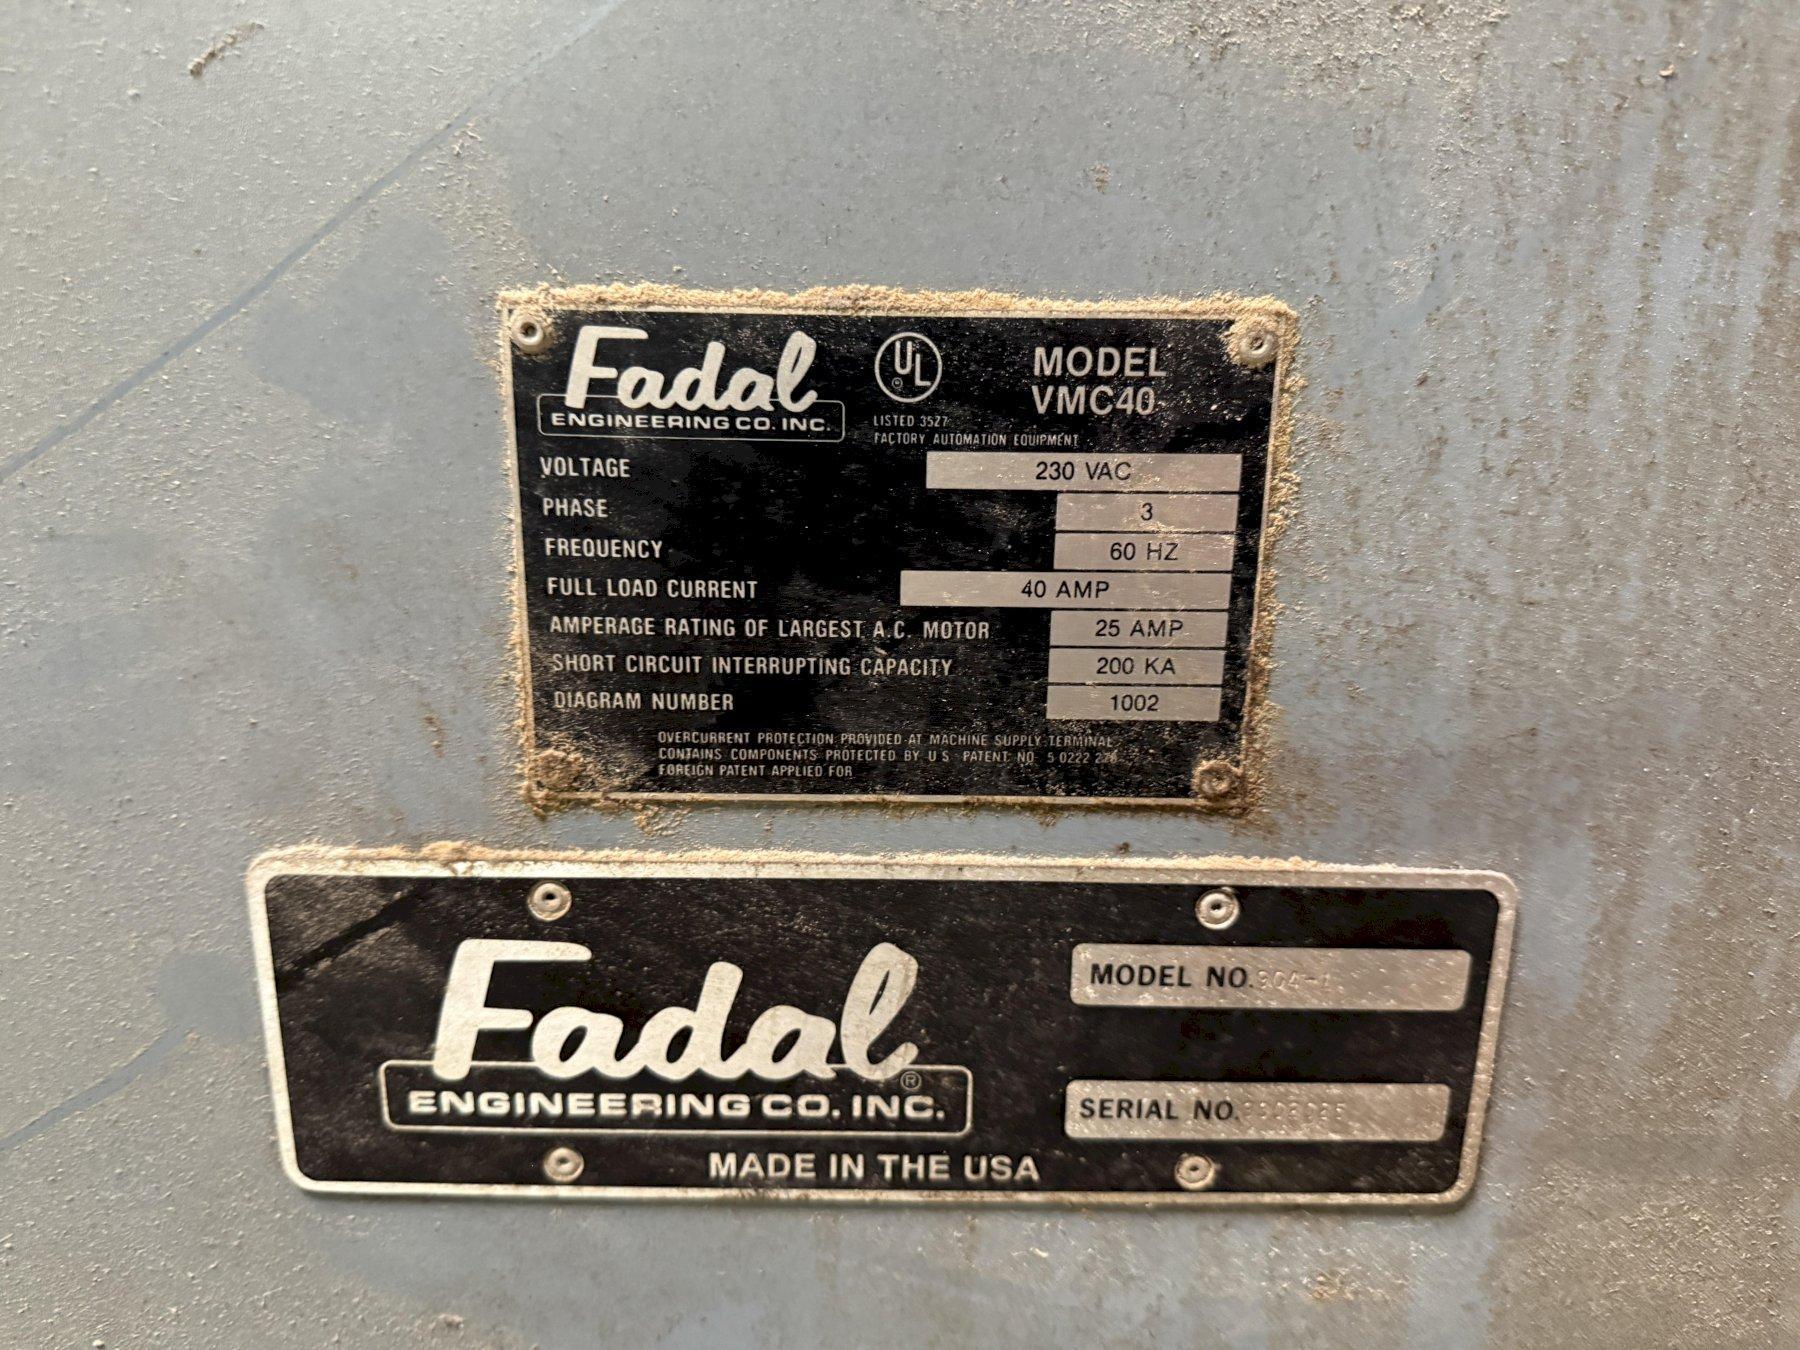 Fadal
ENGINEERING CO. INC.
UL
LISTED 3527
FACTORY AUTOMATION EQUIPMENT
MODEL
VMC40
VOLTAGE 230 VAC
PHASE 3
FREQUENCY 60 HZ
FULL LOAD CURRENT 40 AMP
AMPERAGE RATING OF LARGEST A.C. MOTOR 25 AMP
SHORT CIRCUIT INTERRUPTING CAPACITY 200 KA
DIAGRAM NUMBER 1002
OVERCURRENT PROTECTION PROVIDED AT MACHINE SUPPLY TERMINAL
CONTAINS COMPONENTS PROTECTED BY U S PATENT NO
FOREIGN PATENT APPLIED FOR
Fadal®
ENGINEERING CO. INC.
MADE IN THE USA
MODEL NO.
SERIAL NO.